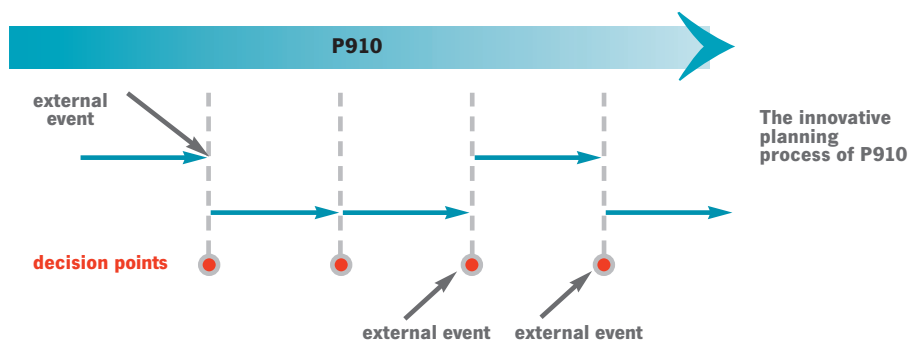 P910
external
event
The innovative
planning
process of P910
decision points
external event
external event